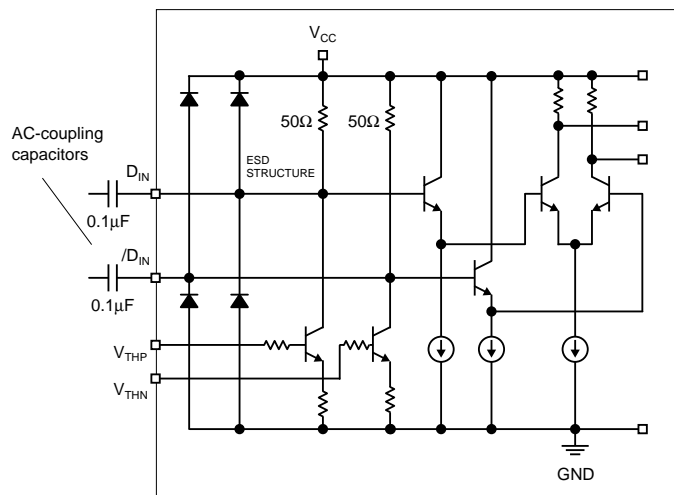 V_CC
50Ω
50Ω
AC-coupling
capacitors
ESD
STRUCTURE
D_IN
0.1µF
/D_IN
0.1µF
V_THP
V_THN
GND